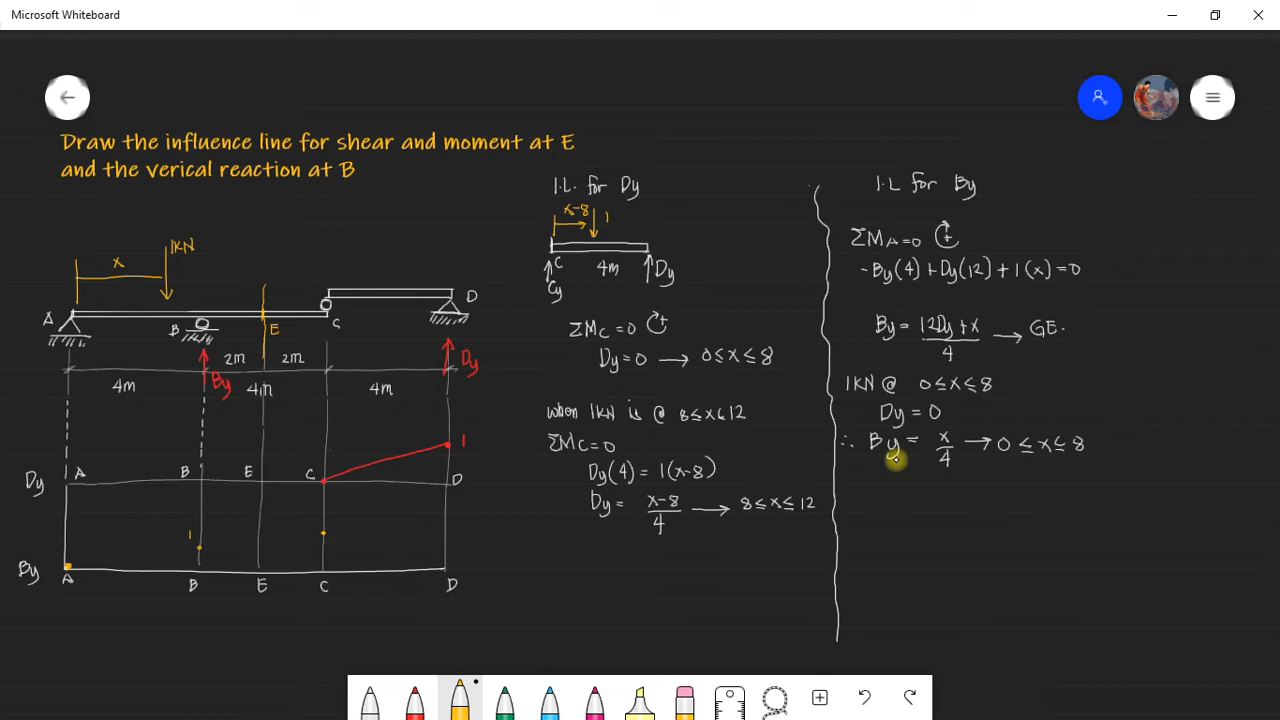 Microsoft Whiteboard
Draw the influence line for shear and moment at E
and the verical reaction at B
1KN
x
A
B
E
C
D
2m
2m
By
Dy
4m
4m
4m
1
Dy
A
B
E
C
D
1
By
A
B
E
C
D
I.L. for Dy
x-8
1
C
4m
Cy
Dy
ΣMc=0
Dy=0 → 0≤x≤8
when 1KN is @ 8≤x≤12
ΣMc=0
Dy(4) = 1(x-8)
Dy = x-8/4 → 8≤x≤12
I.L for By
ΣMA=0 +
-By(4)+Dy(12)+1(x)=0
By = 12Dy+x/4 → GE.
1KN @ 0≤x≤8
Dy = 0
∴ By = x/4 → 0≤x≤8